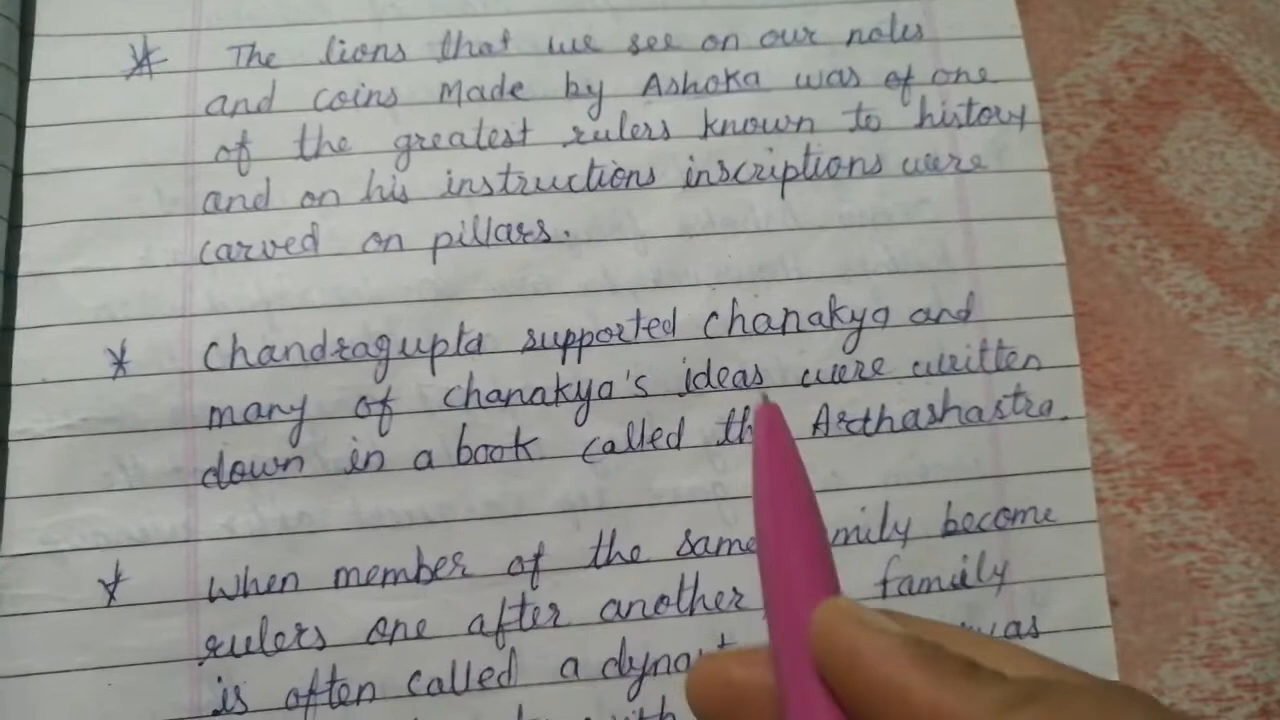 The lions that we see on our notes
and coins Made by Ashoka was of one
of the greatest rulers known to history
and on his instructions inscriptions were
carved on pillars.
Chandragupta supported chanakya and
many of chanakya's ideas were written
down in a book called Arthashastra.
When member of the same become
rulers one after another family
is often called a was